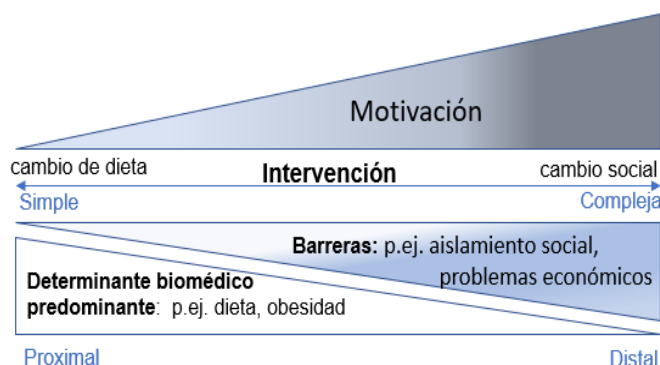 Motivación
cambio de dieta
Intervención
cambio social
Simple
Compleja
Barreras: p.ej. aislamiento social,
problemas económicos
Determinante biomédico
predominante: p.ej. dieta, obesidad
Proximal
Distal